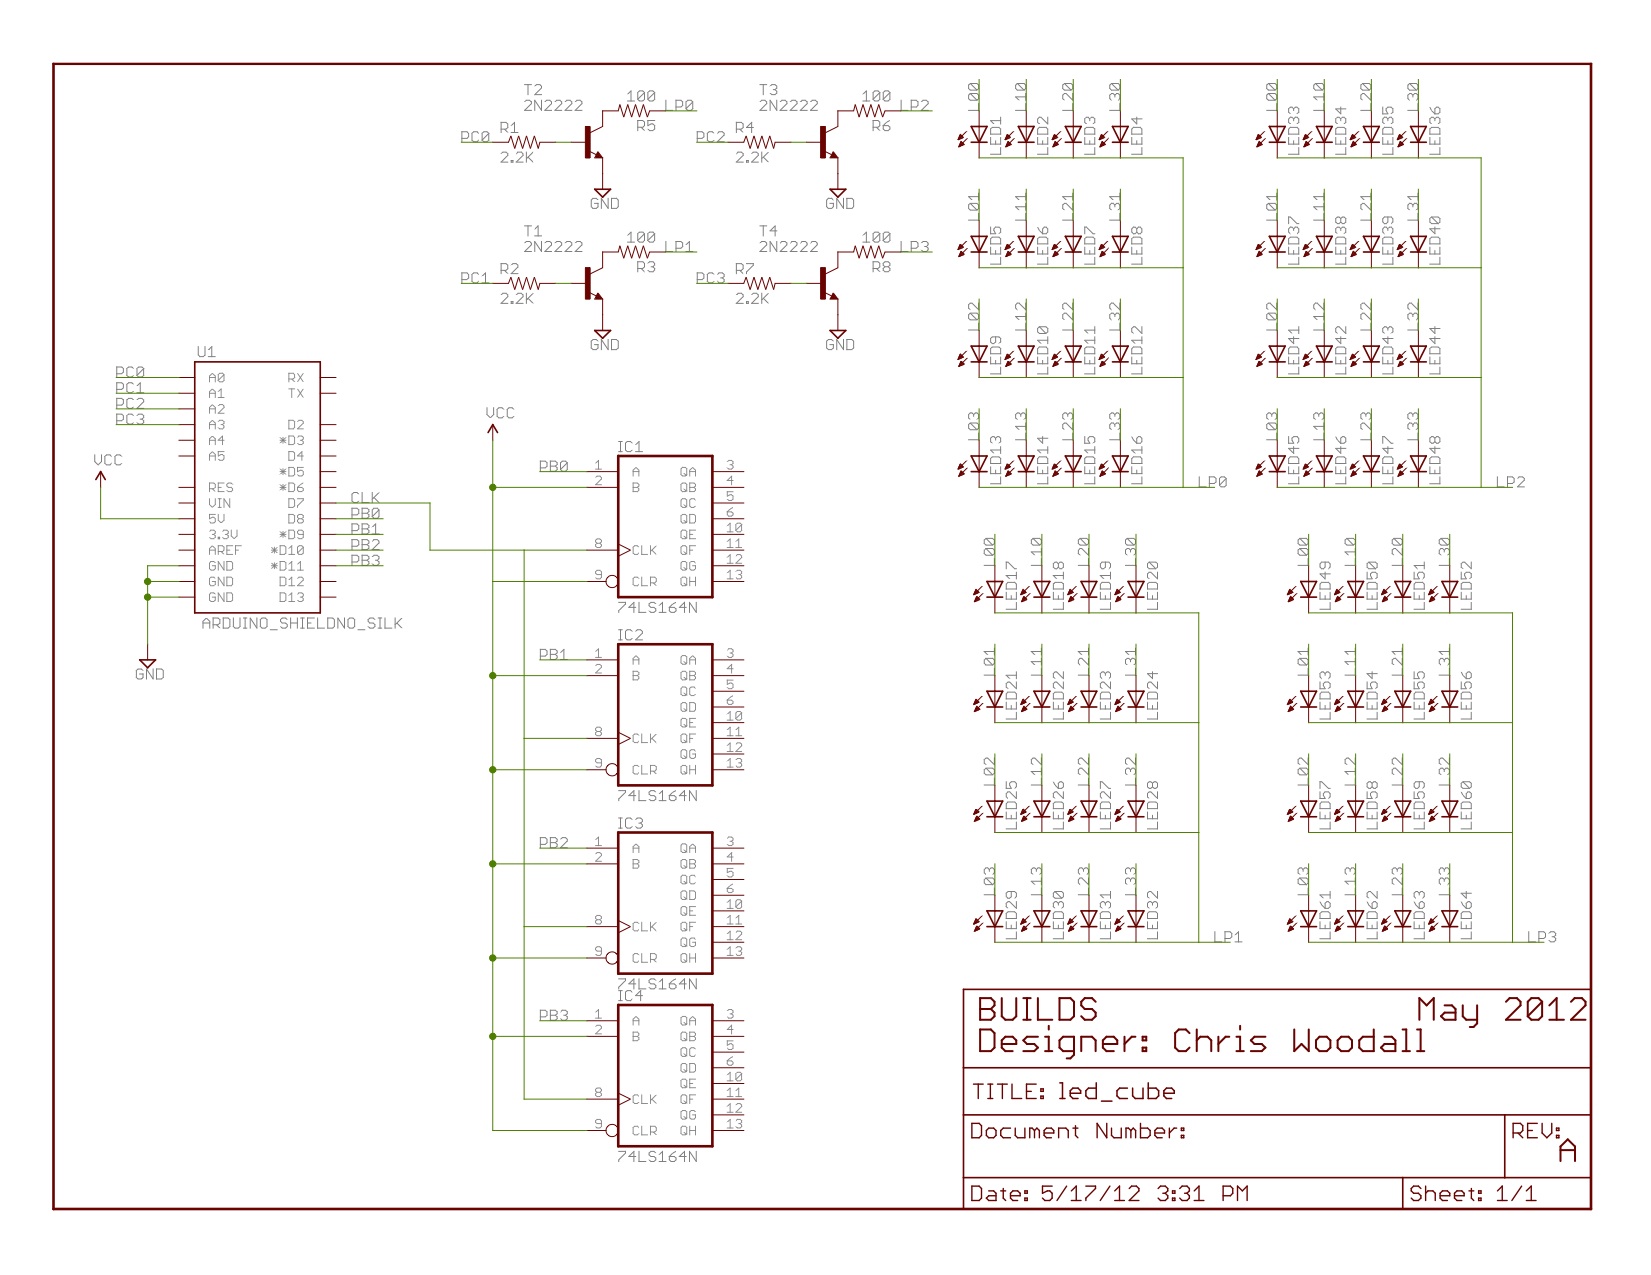 T2
2N2222
100
LP0
PC0
R1
R5
2.2K
GND
T3
2N2222
100
LP2
PC2
R4
R6
2.2K
GND
T1
2N2222
100
LP1
PC1
R2
R3
2.2K
GND
T4
2N2222
100
LP3
PC3
R7
R8
2.2K
GND
U1
PC0 A0 RX
PC1 A1 TX
PC2 A2
PC3 A3 D2
A4 *D3
A5 D4
*D5
RES *D6
VIN D7 CLK
5V D8 PB0
3.3V *D9 PB1
AREF *D10 PB2
GND *D11 PB3
GND D12
GND D13
ARDUINO_SHIELDNO_SILK
VCC
GND
VCC
IC1
PB0 1 A QA 3
2 B QB 4
QC 5
QD 6
QE 10
8 CLK QF 11
QG 12
9 CLR QH 13
74LS164N
IC2
PB1 1 A QA 3
2 B QB 4
QC 5
QD 6
QE 10
8 CLK QF 11
QG 12
9 CLR QH 13
74LS164N
IC3
PB2 1 A QA 3
2 B QB 4
QC 5
QD 6
QE 10
8 CLK QF 11
QG 12
9 CLR QH 13
74LS164N
IC4
PB3 1 A QA 3
2 B QB 4
QC 5
QD 6
QE 10
8 CLK QF 11
QG 12
9 CLR QH 13
74LS164N
L00 L10 L20 L30
LED1 LED2 LED3 LED4
L01 L11 L21 L31
LED5 LED6 LED7 LED8
L02 L12 L22 L32
LED9 LED10 LED11 LED12
L03 L13 L23 L33
LED13 LED14 LED15 LED16
LP0
L00 L10 L20 L30
LED33 LED34 LED35 LED36
L01 L11 L21 L31
LED37 LED38 LED39 LED40
L02 L12 L22 L32
LED41 LED42 LED43 LED44
L03 L13 L23 L33
LED45 LED46 LED47 LED48
LP2
L00 L10 L20 L30
LED17 LED18 LED19 LED20
L01 L11 L21 L31
LED21 LED22 LED23 LED24
L02 L12 L22 L32
LED25 LED26 LED27 LED28
L03 L13 L23 L33
LED29 LED30 LED31 LED32
LP1
L00 L10 L20 L30
LED49 LED50 LED51 LED52
L01 L11 L21 L31
LED53 LED54 LED55 LED56
L02 L12 L22 L32
LED57 LED58 LED59 LED60
L03 L13 L23 L33
LED61 LED62 LED63 LED64
LP3
BUILDS May 2012
Designer: Chris Woodall
TITLE: led_cube
Document Number:
REV:
A
Date: 5/17/12 3:31 PM
Sheet: 1/1